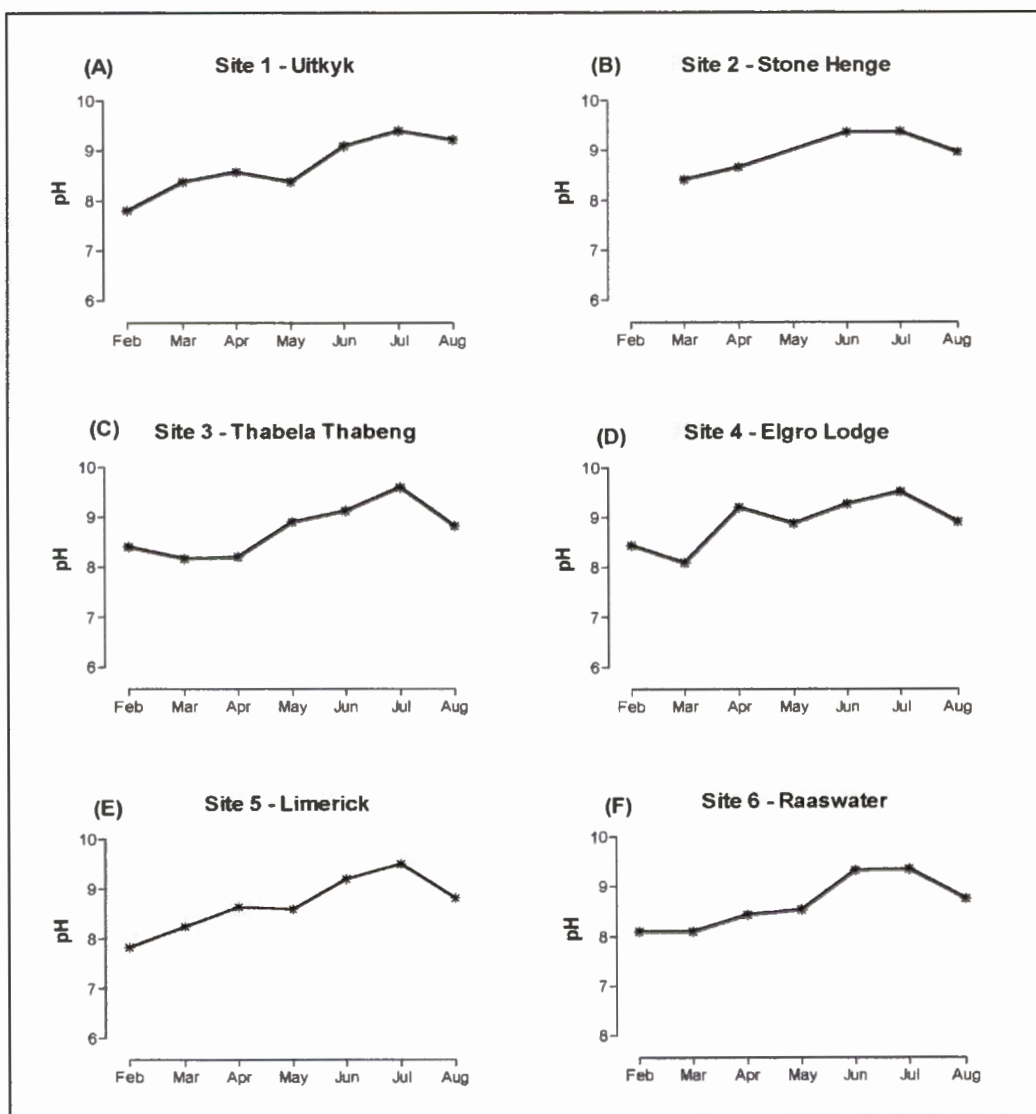 (A) Site 1 - Uitkyk
10
9
8
7
6
pH
Feb Mar Apr May Jun Jul Aug
(B) Site 2 - Stone Henge
10
9
8
7
6
pH
Feb Mar Apr May Jun Jul Aug
(C) Site 3 - Thabela Thabeng
10
9
8
7
6
pH
Feb Mar Apr May Jun Jul Aug
(D) Site 4 - Elgro Lodge
10
9
8
7
6
pH
Feb Mar Apr May Jun Jul Aug
(E) Site 5 - Limerick
10
9
8
7
6
pH
Feb Mar Apr May Jun Jul Aug
(F) Site 6 - Raaswater
10
9
8
7
6
pH
Feb Mar Apr May Jun Jul Aug